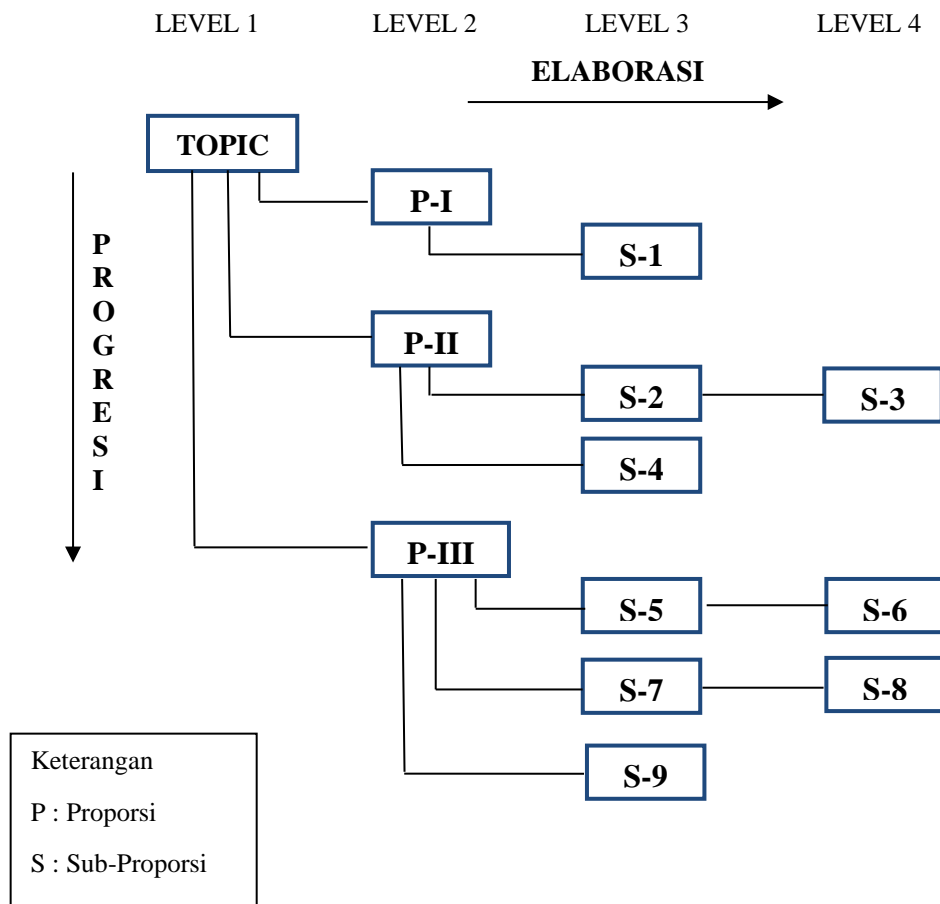 LEVEL 1 LEVEL 2 LEVEL 3 LEVEL 4
ELABORASI
TOPIC
P-I
PROGRESI
S-1
P-II
S-2 S-3
S-4
P-III
S-5 S-6
S-7 S-8
S-9
Keterangan
P : Proporsi
S : Sub-Proporsi